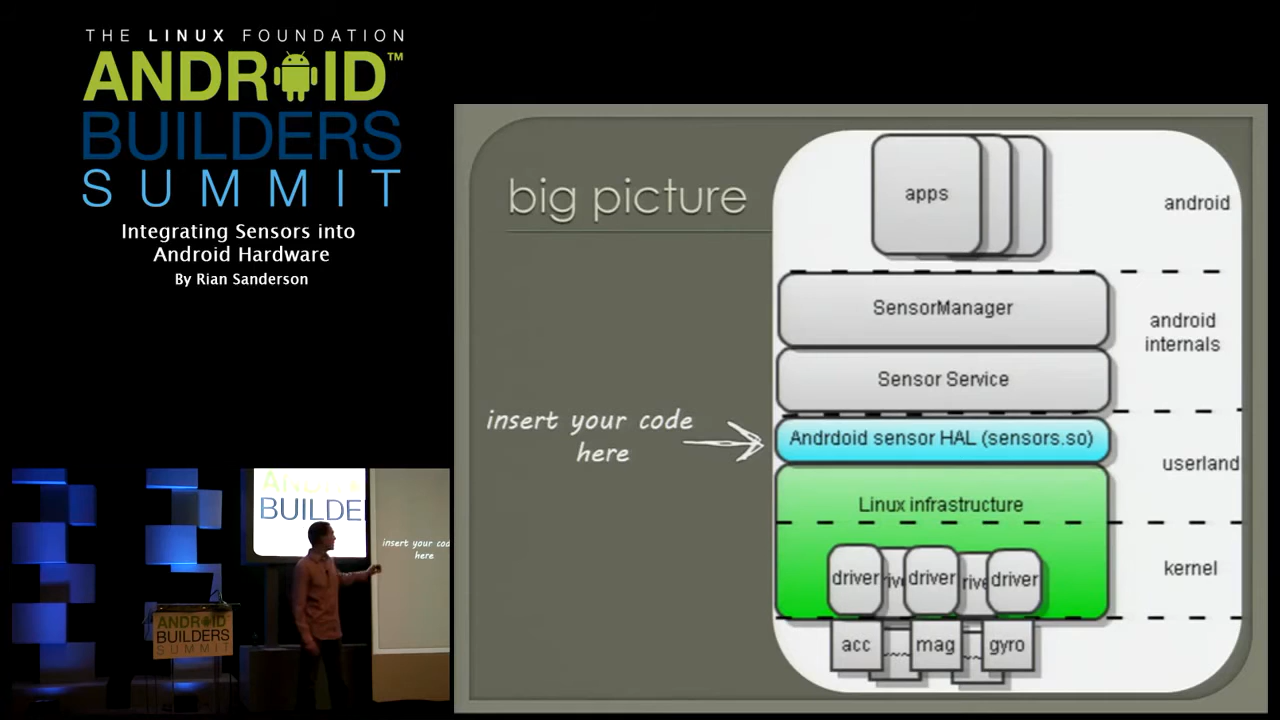 THE LINUX FOUNDATION
ANDROID™
BUILDERS
SUMMIT
Integrating Sensors into
Android Hardware
By Rian Sanderson
big picture
apps
android
SensorManager
android
internals
Sensor Service
insert your code
here
Andrdoid sensor HAL (sensors.so)
userland
Linux infrastructure
driver
driver
driver
kernel
acc
mag
gyro
BUILDE
insert your cod
here
ANDROID
BUILDERS
SUMMIT